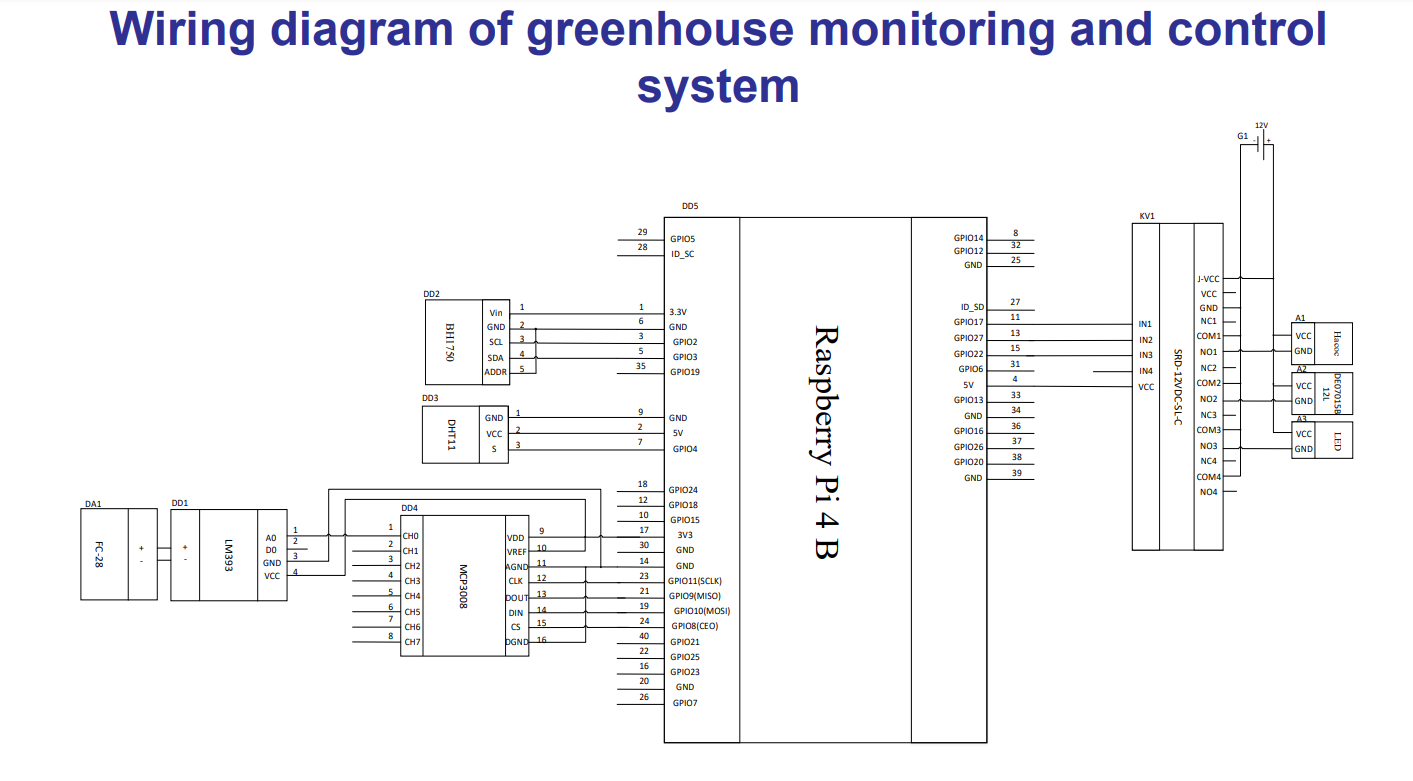 Wiring diagram of greenhouse monitoring and control
system
DD5
Raspberry Pi 4 B
29 GPIO5
28 ID_SC
1 3.3V
6 GND
3 GPIO2
5 GPIO3
35 GPIO19
9 GND
2 5V
7 GPIO4
18 GPIO24
12 GPIO18
10 GPIO15
17 3V3
30 GND
14 GND
23 GPIO11(SCLK)
21 GPIO9(MISO)
19 GPIO10(MOSI)
24 GPIO8(CEO)
40 GPIO21
22 GPIO25
16 GPIO23
20 GND
26 GPIO7
GPIO14 8
GPIO12 32
GND 25
ID_SD 27
GPIO17 11
GPIO27 13
GPIO22 15
GPIO6 31
5V 4
GPIO13 33
GND 34
GPIO16 36
GPIO26 37
GPIO20 38
GND 39
DD2
BH1750
Vin 1
GND 2
SCL 3
SDA 4
ADDR 5
DD3
DHT11
GND 1
VCC 2
S 3
DA1
FC-28
+
-
DD1
+
-
LM393
A0 1
D0 2
GND 3
VCC 4
DD4
MCP3008
1 CH0
2 CH1
3 CH2
4 CH3
5 CH4
6 CH5
7 CH6
8 CH7
VDD 9
VREF 10
AGND 11
CLK 12
DOUT 13
DIN 14
CS 15
DGND 16
KV1
SRD-12VDC-SL-C
IN1
IN2
IN3
IN4
VCC
J-VCC
VCC
GND
NC1
COM1
NO1
NC2
COM2
NO2
NC3
COM3
NO3
NC4
COM4
NO4
12V
G1 - +
A1
VCC
GND
Насос
A2
VCC
GND
DE07015B
12L
A3
VCC
GND
LED